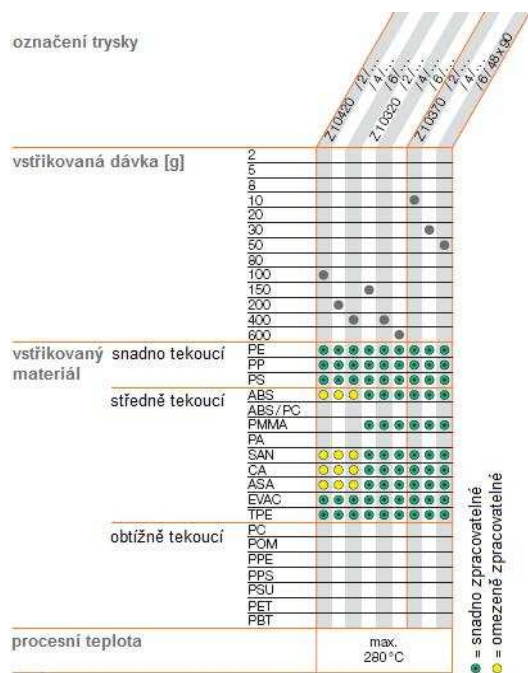 označení trysky
Z10420 /2/...
/4/...
/6/...
Z10320 /2/...
/4/...
/6/...
Z10370 /2/...
/4/...
/6/48x90
vstřikovaná dávka [g]
2
5
8
10
20
30
50
80
100
150
200
400
600
vstřikovaný
materiál
snadno tekoucí
PE
PP
PS
středně tekoucí
ABS
ABS/PC
PMMA
PA
SAN
CA
ASA
EVAC
TPE
obtížně tekoucí
PC
POM
PPE
PPS
PSU
PET
PBT
procesní teplota
max.
280°C
= snadno zpracovatelné
= omezeně zpracovatelné